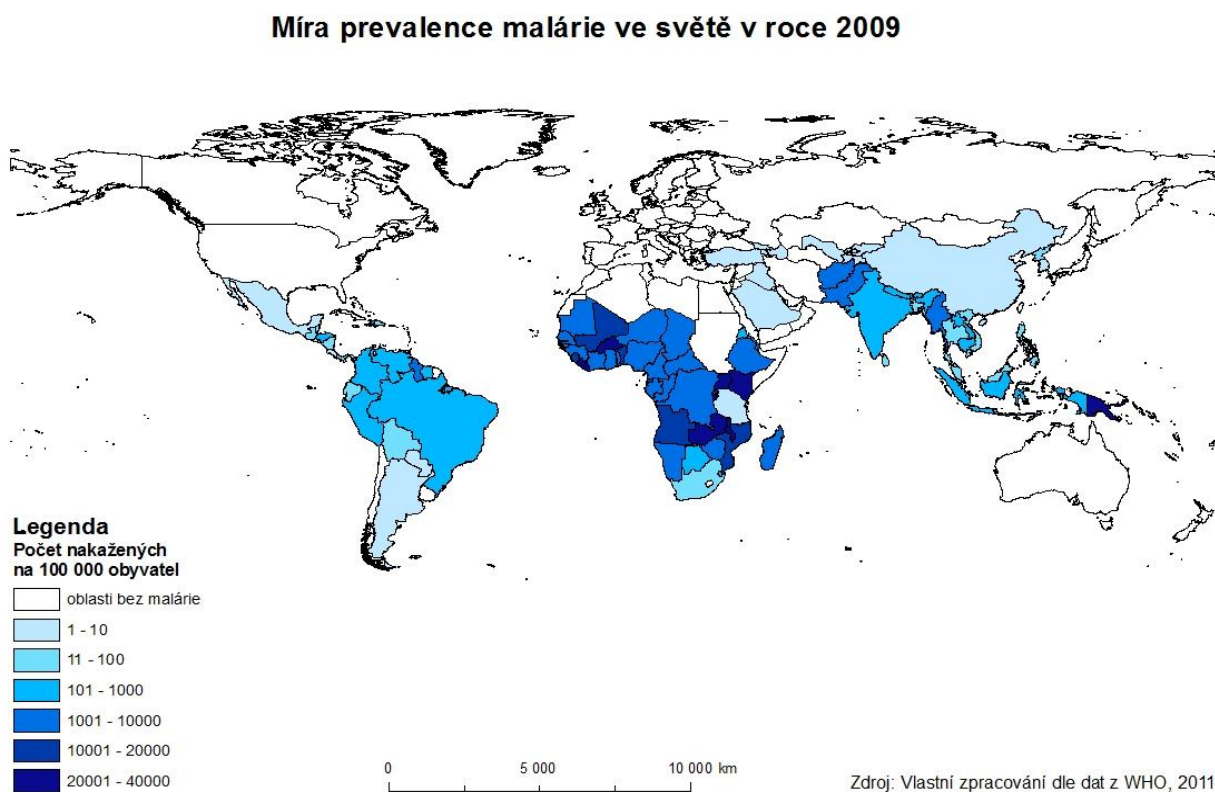 Míra prevalence malárie ve světě v roce 2009
Legenda
Počet nakažených
na 100 000 obyvatel
oblasti bez malárie
1 - 10
11 - 100
101 - 1000
1001 - 10000
10001 - 20000
20001 - 40000
0 5 000 10 000 km
Zdroj: Vlastní zpracování dle dat z WHO, 2011